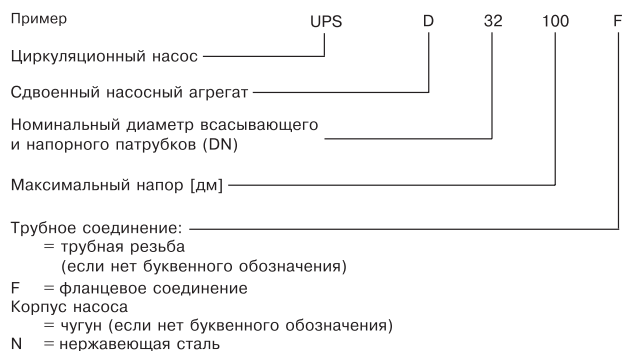 Пример UPS D 32 100 F
Циркуляционный насос
Сдвоенный насосный агрегат
Номинальный диаметр всасывающего
и напорного патрубков (DN)
Максимальный напор [дм]
Трубное соединение:
= трубная резьба
(если нет буквенного обозначения)
F = фланцевое соединение
Корпус насоса
= чугун (если нет буквенного обозначения)
N = нержавеющая сталь